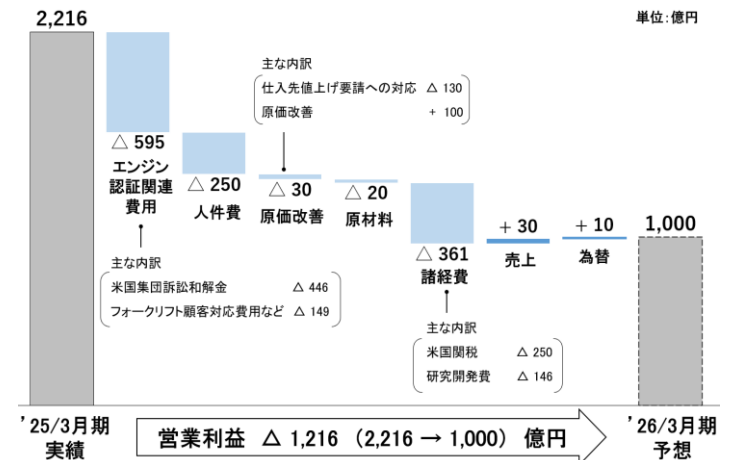 単位：億円
2,216
△ 595
エンジン
認証関連
費用
主な内訳
米国集団訴訟和解金 △ 446
フォークリフト顧客対応費用など △ 149
△ 250
人件費
主な内訳
仕入先値上げ要請への対応 △ 130
原価改善 + 100
△ 30
原価改善
△ 20
原材料
△ 361
諸経費
主な内訳
米国関税 △ 250
研究開発費 △ 146
+ 30
売上
+ 10
為替
1,000
’25/3月期
実績
営業利益 △ 1,216 （2,216 → 1,000） 億円
’26/3月期
予想